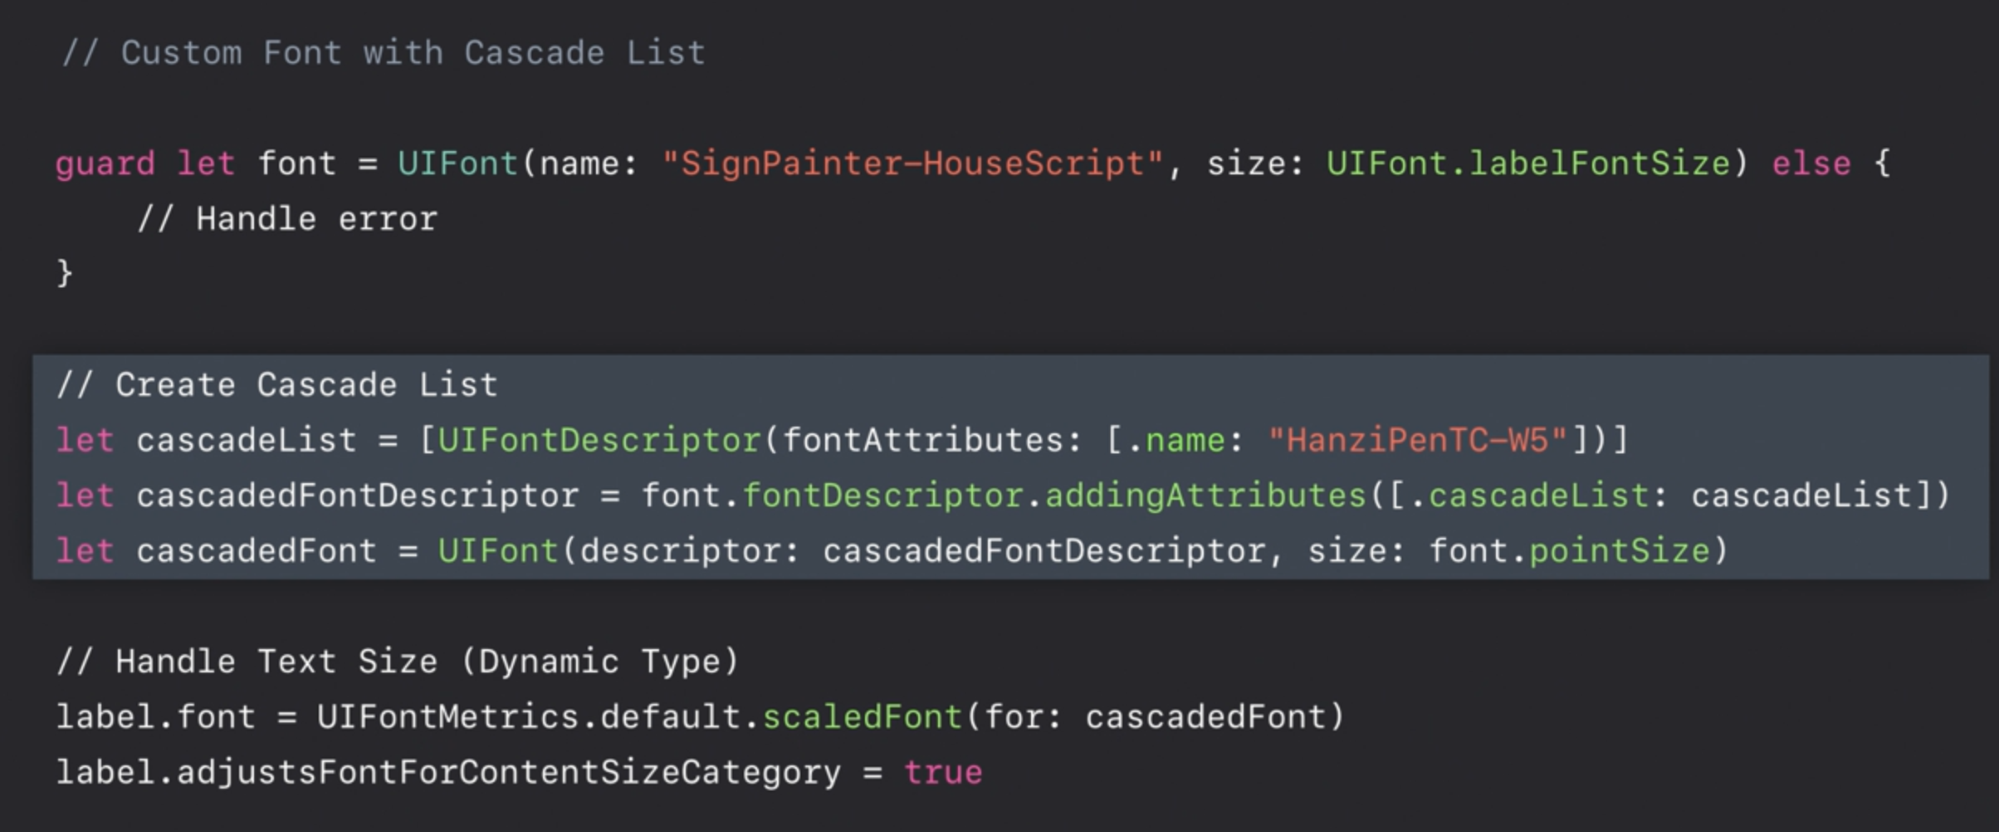 // Custom Font with Cascade List
guard let font = UIFont(name: "SignPainter-HouseScript", size: UIFont.labelFontSize) else {
// Handle error
}
// Create Cascade List
let cascadeList = [UIFontDescriptor(fontAttributes: [.name: "HanziPenTC-W5"])]
let cascadedFontDescriptor = font.fontDescriptor.addingAttributes([.cascadeList: cascadeList])
let cascadedFont = UIFont(descriptor: cascadedFontDescriptor, size: font.pointSize)
// Handle Text Size (Dynamic Type)
label.font = UIFontMetrics.default.scaledFont(for: cascadedFont)
label.adjustsFontForContentSizeCategory = true